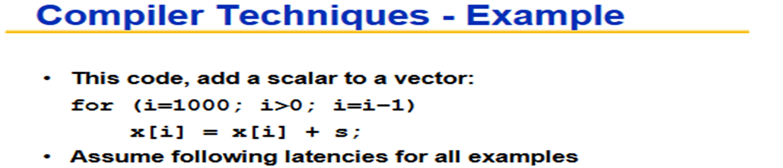 Compiler Techniques - Example
• This code, add a scalar to a vector:
for (i=1000; i>0; i=i−1)
x[i] = x[i] + s;
• Assume following latencies for all examples